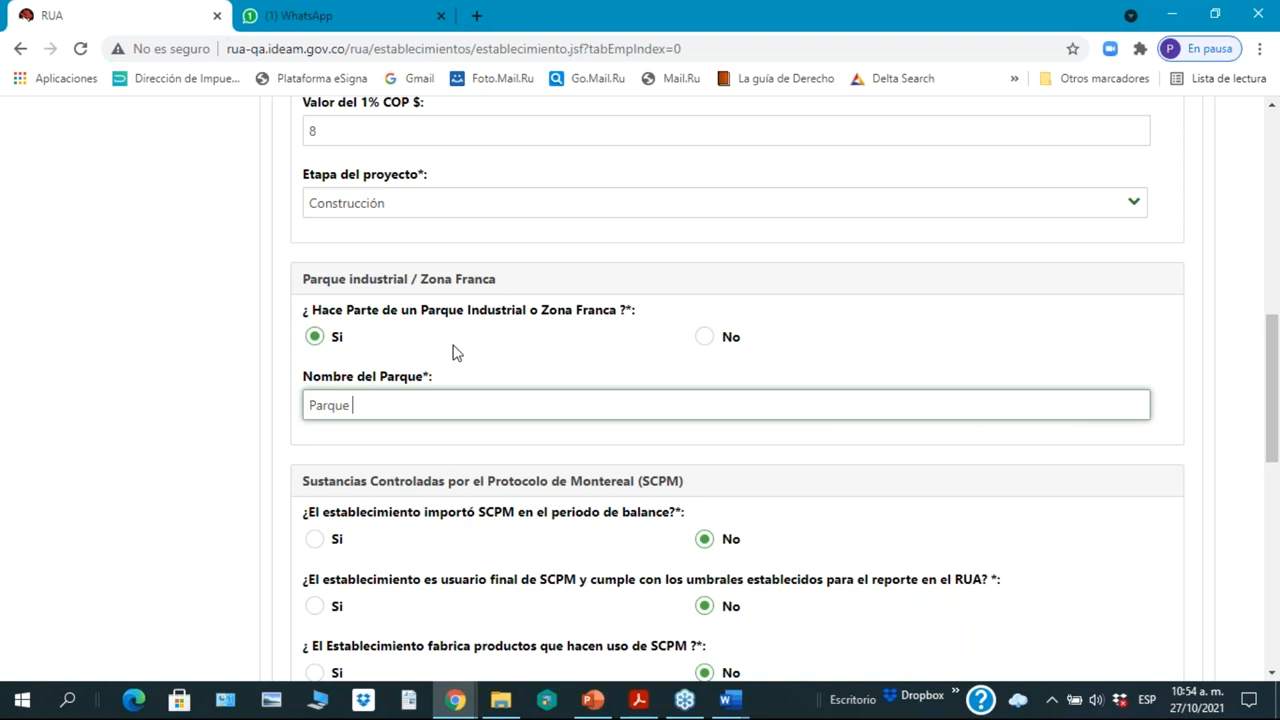 RUA
(1) WhatsApp
No es seguro
rua-qa.ideam.gov.co/rua/establecimientos/establecimiento.jsf?tabEmpIndex=0
P En pausa
Aplicaciones
Dirección de Impue...
Plataforma eSigna
Gmail
Foto.Mail.Ru
Go.Mail.Ru
Mail.Ru
La guía de Derecho
Delta Search
»
Otros marcadores
Lista de lectura
Valor del 1% COP $:
8
Etapa del proyecto*:
Construcción
Parque industrial / Zona Franca
¿ Hace Parte de un Parque Industrial o Zona Franca ?*:
Si No
Nombre del Parque*:
Parque
Sustancias Controladas por el Protocolo de Montereal (SCPM)
¿El establecimiento importó SCPM en el periodo de balance?*:
Si No
¿El establecimiento es usuario final de SCPM y cumple con los umbrales establecidos para el reporte en el RUA? *:
Si No
¿ El Establecimiento fabrica productos que hacen uso de SCPM ?*:
Si No
Escritorio
Dropbox
»
ESP
10:54 a. m.
27/10/2021